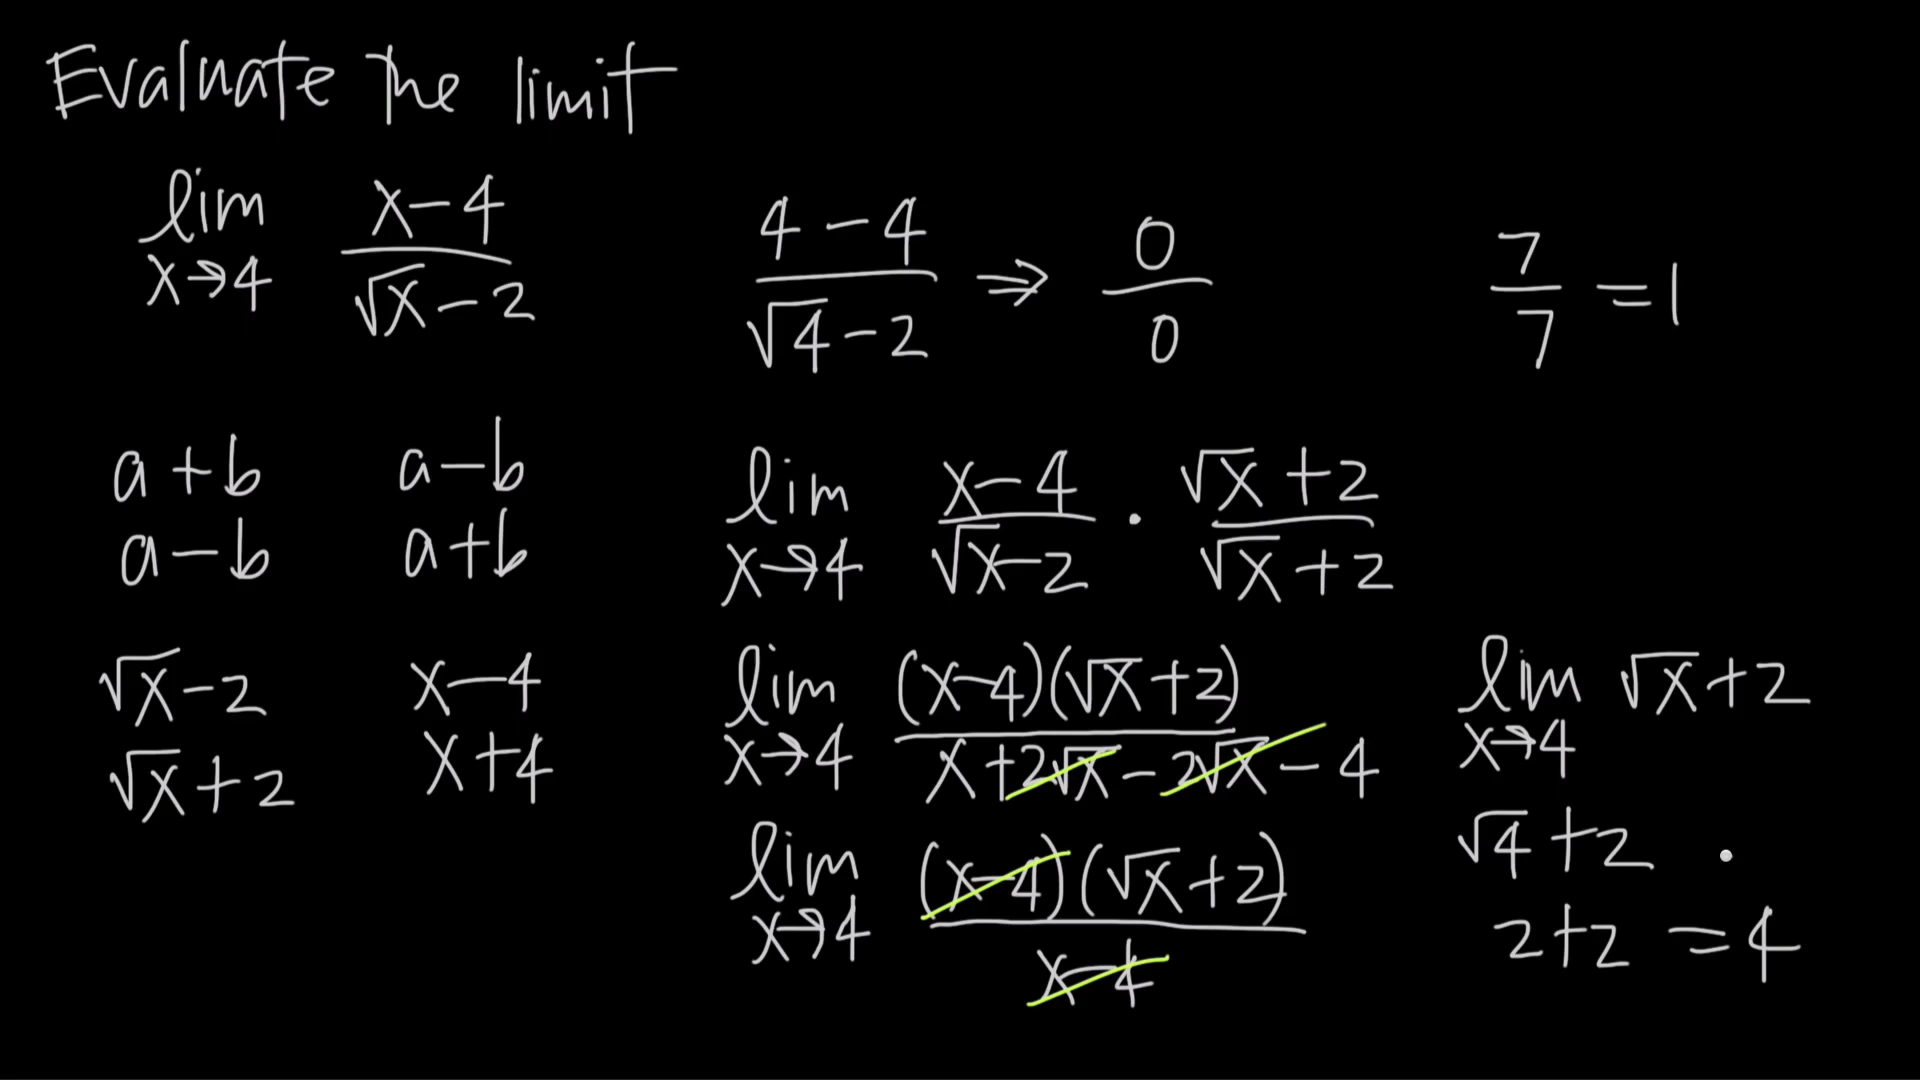 Evaluate the limit
lim x→4 (x-4)/(√x-2)
(4-4)/(√4-2) ⇒ 0/0
7/7 = 1
a+b
a-b
a-b
a+b
√x-2
√x+2
x-4
x+4
lim x→4 (x-4)/(√x-2) · (√x+2)/(√x+2)
lim x→4 (x-4)(√x+2)/(x+2√x-2√x-4)
lim x→4 (x-4)(√x+2)/(x-4)
lim x→4 √x+2
√4+2
2+2 = 4